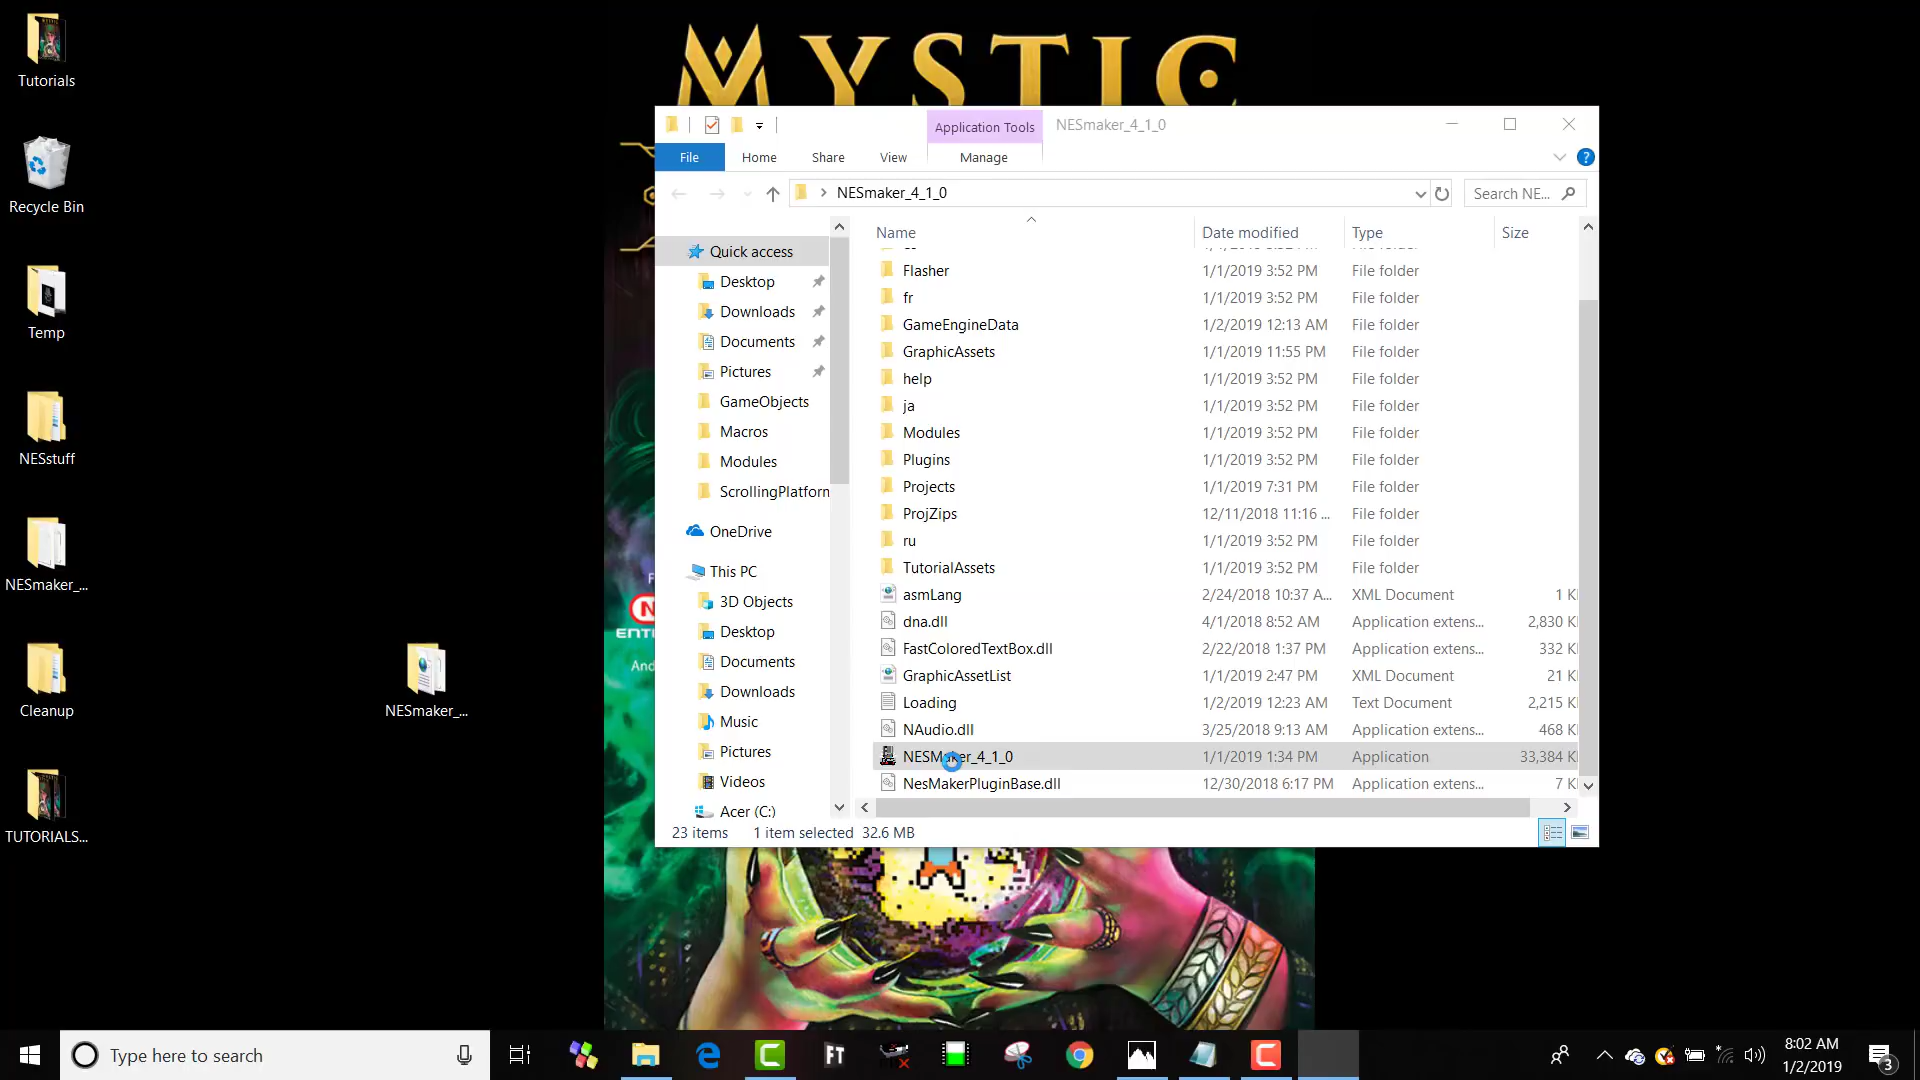 MYSTIC
Tutorials
Recycle Bin
Temp
NESstuff
NESmaker_...
Cleanup
TUTORIALS...
NESmaker_...
Application Tools
NESmaker_4_1_0
File
Home
Share
View
Manage
NESmaker_4_1_0
Search NE...
Quick access
Desktop
Downloads
Documents
Pictures
GameObjects
Macros
Modules
ScrollingPlatforn
OneDrive
This PC
3D Objects
Desktop
Documents
Downloads
Music
Pictures
Videos
Acer (C:)
Name Date modified Type Size
Flasher 1/1/2019 3:52 PM File folder
fr 1/1/2019 3:52 PM File folder
GameEngineData 1/2/2019 12:13 AM File folder
GraphicAssets 1/1/2019 11:55 PM File folder
help 1/1/2019 3:52 PM File folder
ja 1/1/2019 3:52 PM File folder
Modules 1/1/2019 3:52 PM File folder
Plugins 1/1/2019 3:52 PM File folder
Projects 1/1/2019 7:31 PM File folder
ProjZips 12/11/2018 11:16 ... File folder
ru 1/1/2019 3:52 PM File folder
TutorialAssets 1/1/2019 3:52 PM File folder
asmLang 2/24/2018 10:37 A... XML Document 1 K
dna.dll 4/1/2018 8:52 AM Application extens... 2,830 K
FastColoredTextBox.dll 2/22/2018 1:37 PM Application extens... 332 K
GraphicAssetList 1/1/2019 2:47 PM XML Document 21 K
Loading 1/2/2019 12:23 AM Text Document 2,215 K
NAudio.dll 3/25/2018 9:13 AM Application extens... 468 K
NESMaker_4_1_0 1/1/2019 1:34 PM Application 33,384 K
NesMakerPluginBase.dll 12/30/2018 6:17 PM Application extens... 7 K
23 items 1 item selected 32.6 MB
N
ENTI
And
Type here to search
FT
8:02 AM
1/2/2019
3